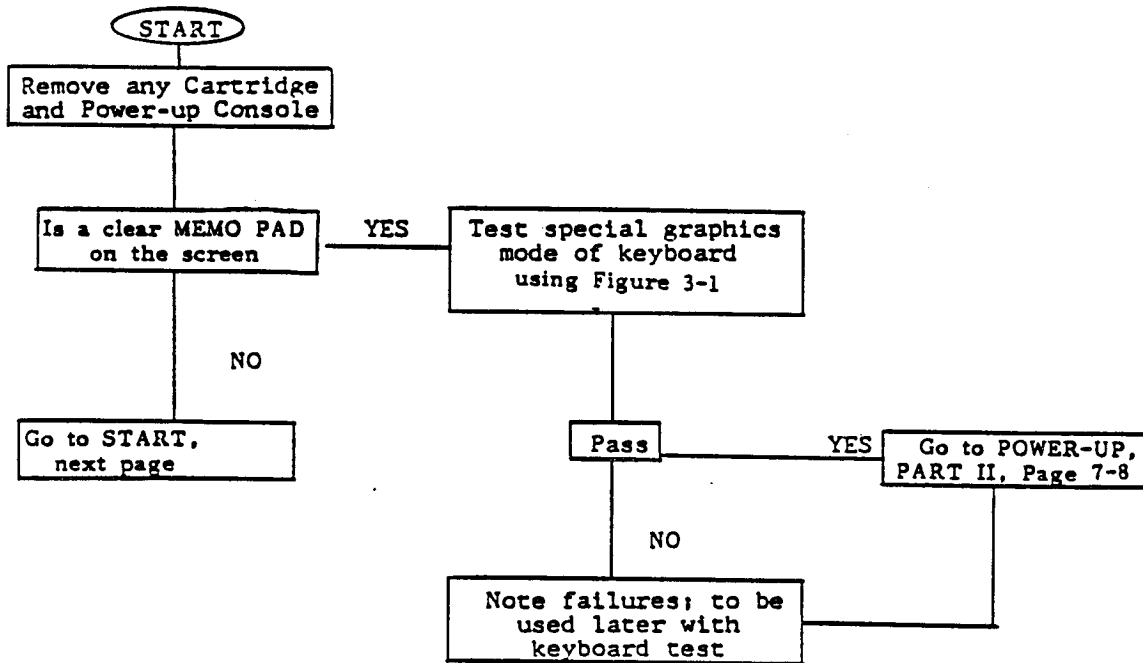 START
Remove any Cartridge
and Power-up Console
Is a clear MEMO PAD
on the screen
YES
Test special graphics
mode of keyboard
using Figure 3-1
NO
Go to START,
next page
Pass
YES
Go to POWER-UP,
PART II, Page 7-8
NO
Note failures; to be
used later with
keyboard test